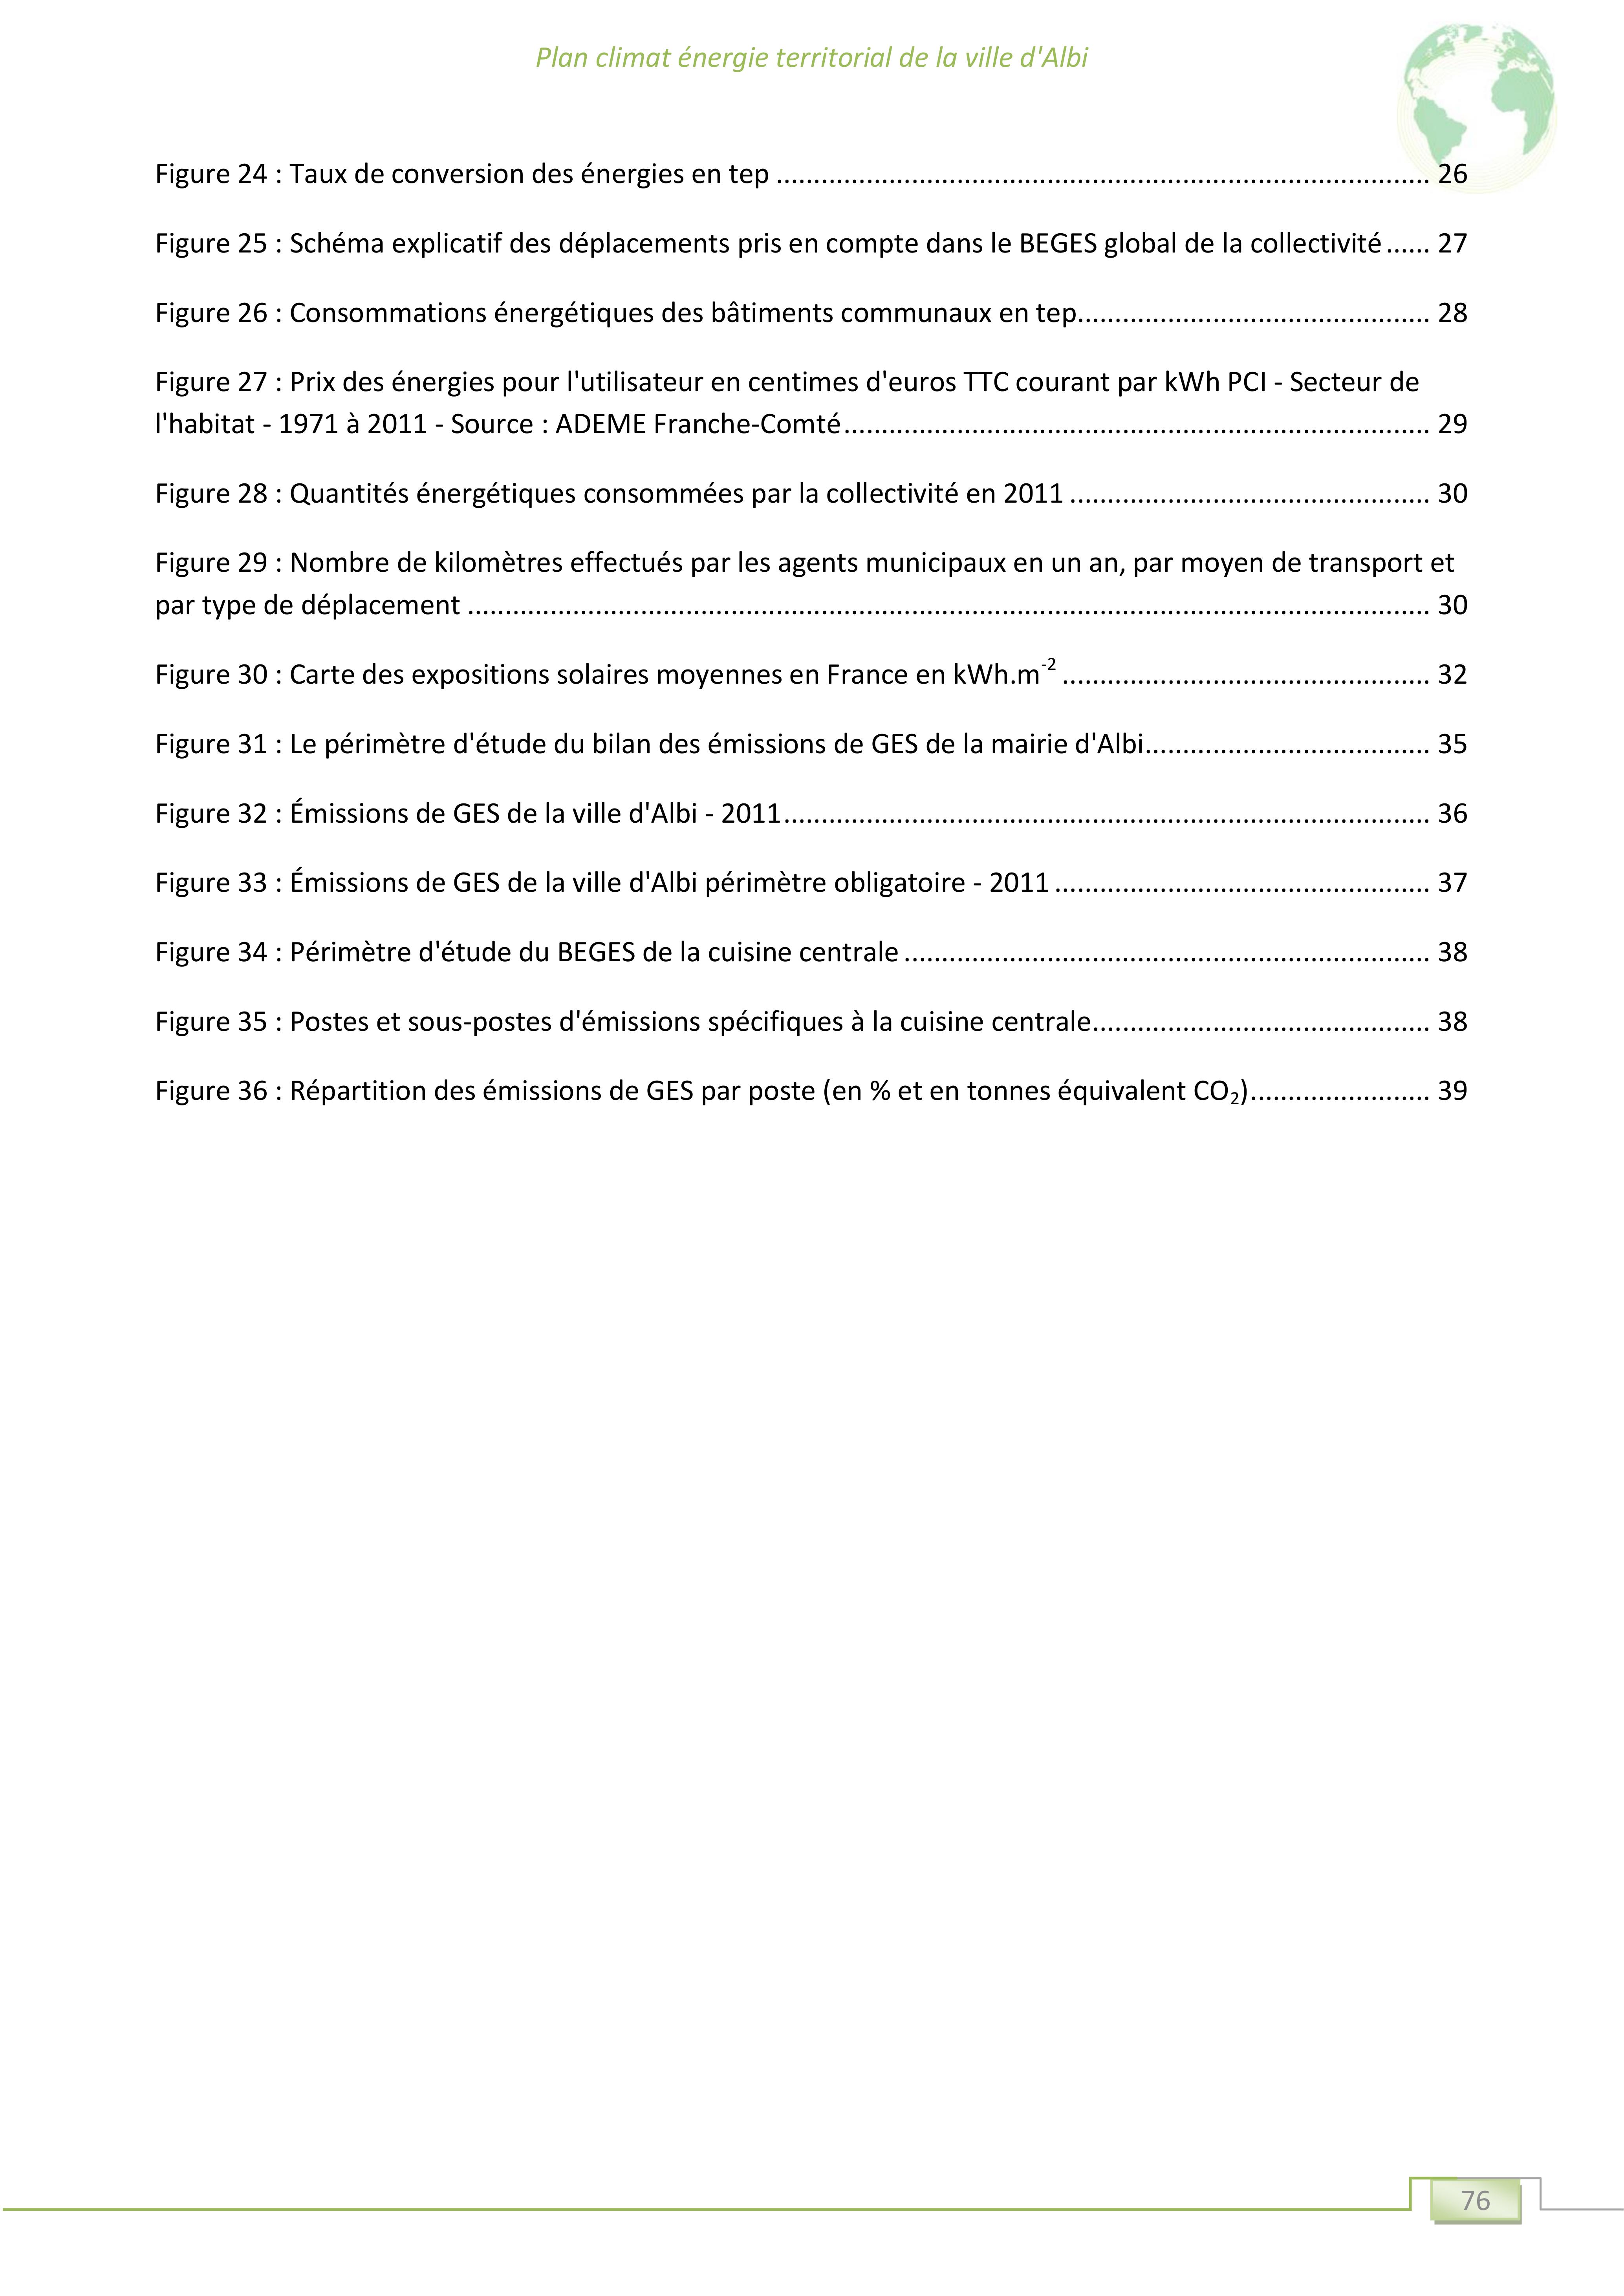 Plan climat énergie territorial de la ville d'Albi
Figure 24 : Taux de conversion des énergies en tep ........................................................................................ 26
Figure 25 : Schéma explicatif des déplacements pris en compte dans le BEGES global de la collectivité ...... 27
Figure 26 : Consommations énergétiques des bâtiments communaux en tep............................................... 28
Figure 27 : Prix des énergies pour l'utilisateur en centimes d'euros TTC courant par kWh PCI - Secteur de
l'habitat - 1971 à 2011 - Source : ADEME Franche-Comté.............................................................................. 29
Figure 28 : Quantités énergétiques consommées par la collectivité en 2011 ................................................ 30
Figure 29 : Nombre de kilomètres effectués par les agents municipaux en un an, par moyen de transport et
par type de déplacement ................................................................................................................................ 30
Figure 30 : Carte des expositions solaires moyennes en France en kWh.m⁻² ................................................. 32
Figure 31 : Le périmètre d'étude du bilan des émissions de GES de la mairie d'Albi...................................... 35
Figure 32 : Émissions de GES de la ville d'Albi - 2011...................................................................................... 36
Figure 33 : Émissions de GES de la ville d'Albi périmètre obligatoire - 2011 .................................................. 37
Figure 34 : Périmètre d'étude du BEGES de la cuisine centrale ...................................................................... 38
Figure 35 : Postes et sous-postes d'émissions spécifiques à la cuisine centrale............................................. 38
Figure 36 : Répartition des émissions de GES par poste (en % et en tonnes équivalent CO₂)........................ 39
76